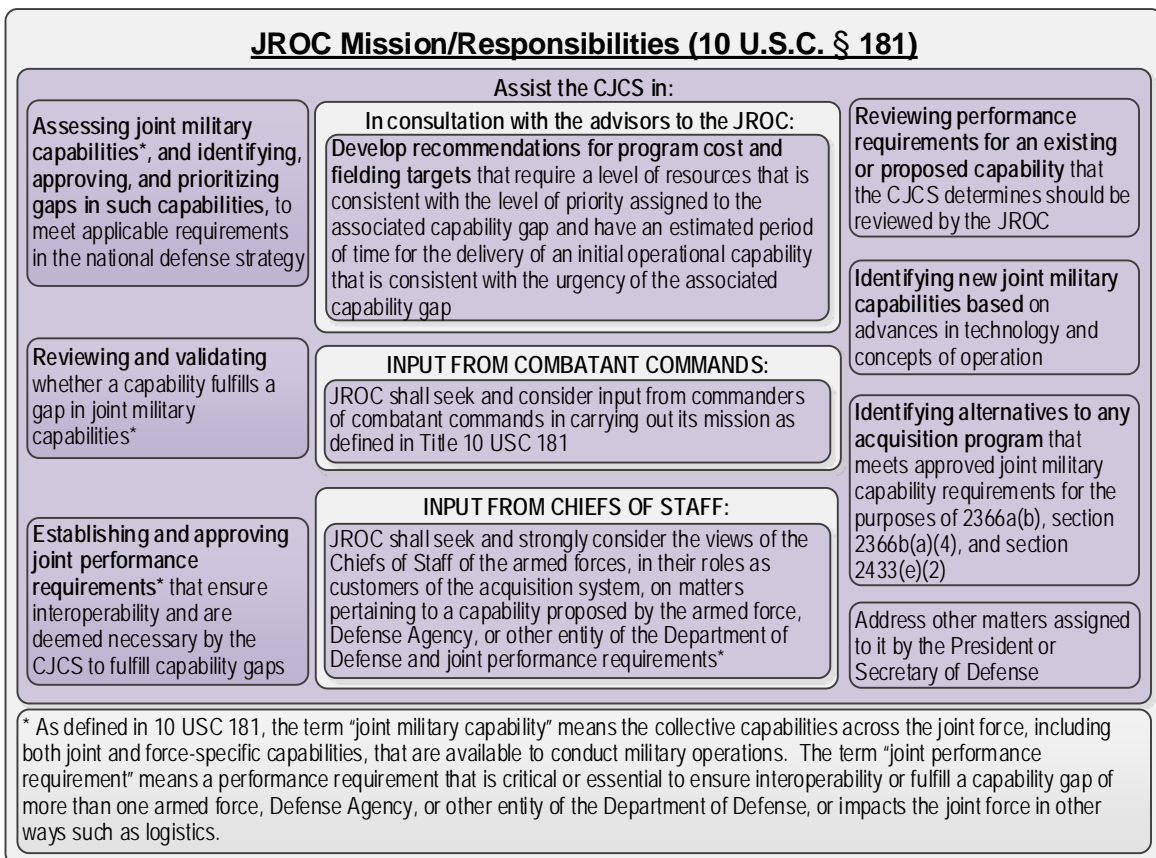 JROC Mission/Responsibilities (10 U.S.C. § 181)
Assist the CJCS in:
Assessing joint military
capabilities*, and identifying,
approving, and prioritizing
gaps in such capabilities, to
meet applicable requirements
in the national defense strategy
Reviewing and validating
whether a capability fulfills a
gap in joint military
capabilities*
Establishing and approving
joint performance
requirements* that ensure
interoperability and are
deemed necessary by the
CJCS to fulfill capability gaps
In consultation with the advisors to the JROC:
Develop recommendations for program cost and
fielding targets that require a level of resources that is
consistent with the level of priority assigned to the
associated capability gap and have an estimated period
of time for the delivery of an initial operational capability
that is consistent with the urgency of the associated
capability gap
INPUT FROM COMBATANT COMMANDS:
JROC shall seek and consider input from commanders
of combatant commands in carrying out its mission as
defined in Title 10 USC 181
INPUT FROM CHIEFS OF STAFF:
JROC shall seek and strongly consider the views of the
Chiefs of Staff of the armed forces, in their roles as
customers of the acquisition system, on matters
pertaining to a capability proposed by the armed force,
Defense Agency, or other entity of the Department of
Defense and joint performance requirements*
Reviewing performance
requirements for an existing
or proposed capability that
the CJCS determines should be
reviewed by the JROC
Identifying new joint military
capabilities based on
advances in technology and
concepts of operation
Identifying alternatives to any
acquisition program that
meets approved joint military
capability requirements for the
purposes of 2366a(b), section
2366b(a)(4), and section
2433(e)(2)
Address other matters assigned
to it by the President or
Secretary of Defense
* As defined in 10 USC 181, the term “joint military capability” means the collective capabilities across the joint force, including
both joint and force-specific capabilities, that are available to conduct military operations.  The term “joint performance
requirement” means a performance requirement that is critical or essential to ensure interoperability or fulfill a capability gap of
more than one armed force, Defense Agency, or other entity of the Department of Defense, or impacts the joint force in other
ways such as logistics.